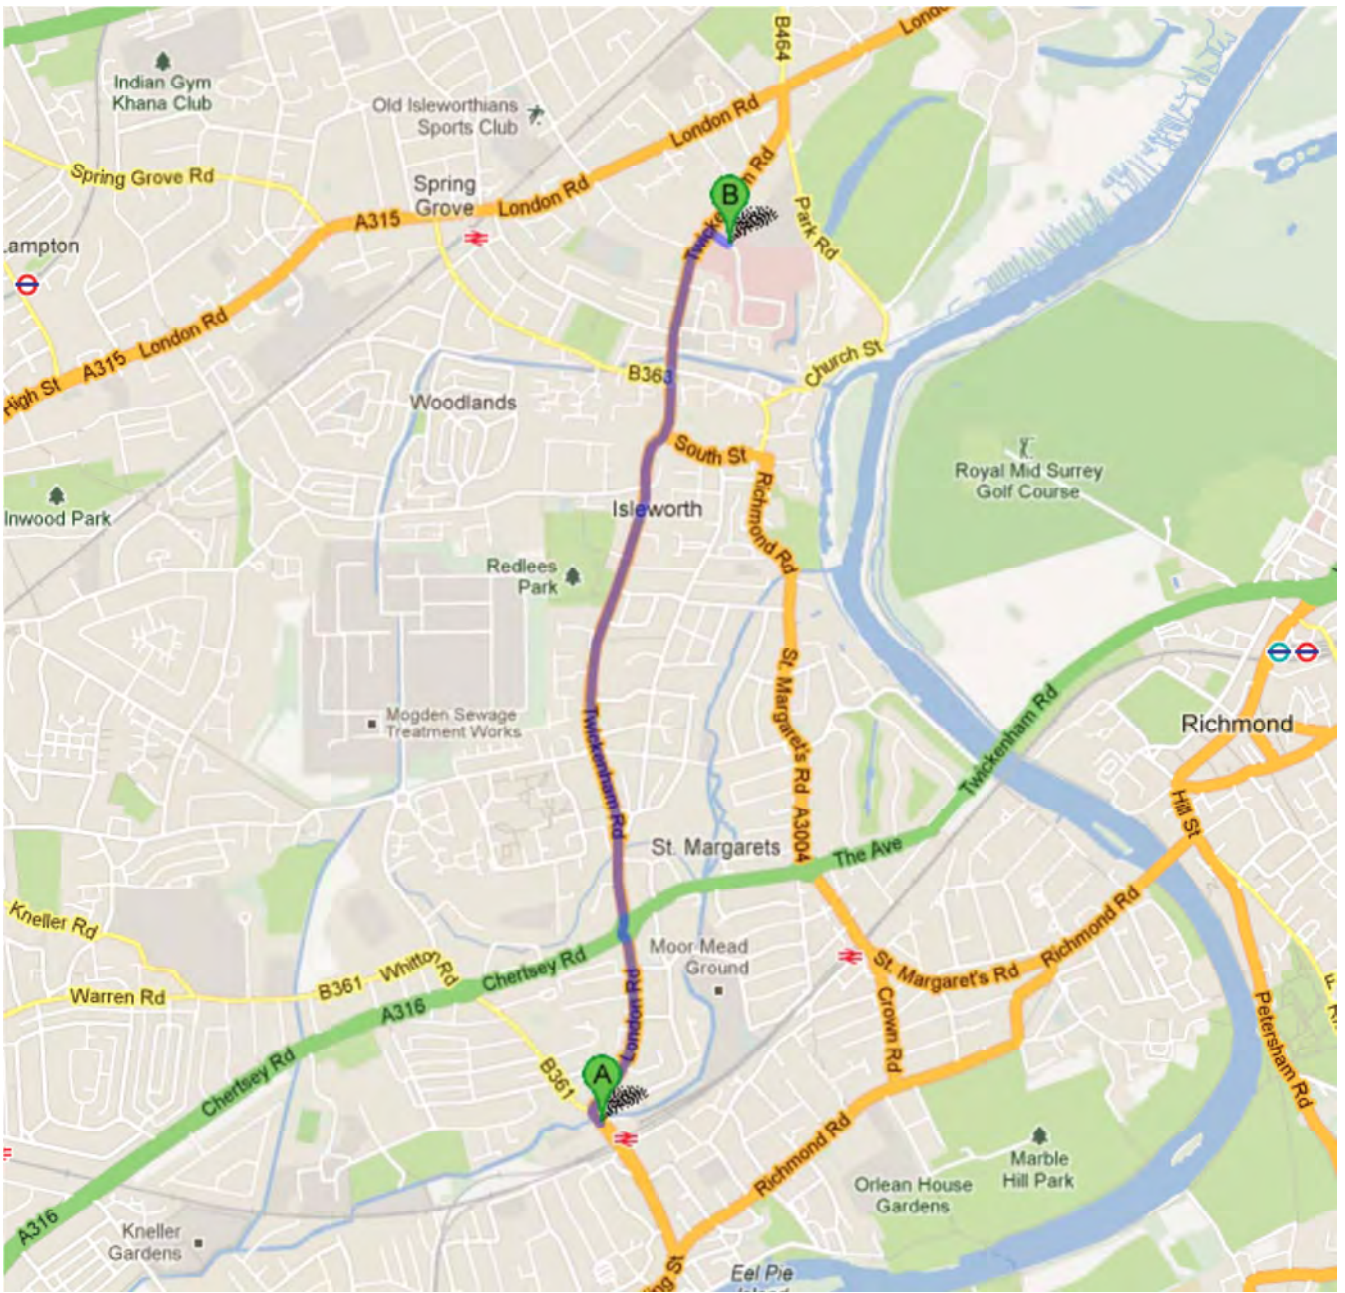 B464
London
Indian Gym
Khana Club
Old Isleworthians
Sports Club
London Rd
Spring Grove Rd
Spring
Grove
London Rd
A315
B
Park Rd
Lampton
London Rd
A315
High St
B363
Church St
Woodlands
South St
Royal Mid Surrey
Golf Course
Inwood Park
Isleworth
Richmond Rd
Redlees
Park
St. Margaret's Rd
A3004
Twickenham Rd
Richmond
Mogden Sewage
Treatment Works
Twickenham Rd
Hill St
St. Margarets
The Ave
Kneller Rd
Moor Mead
Ground
Richmond Rd
St. Margaret's Rd
Whitton Rd
Chertsey Rd
B361
Warren Rd
A316
London Rd
Crown Rd
Petersham Rd
Chertsey Rd
B361
A
Richmond Rd
Marble
Hill Park
Orlean House
Gardens
A316
Kneller
Gardens
Eel Pie